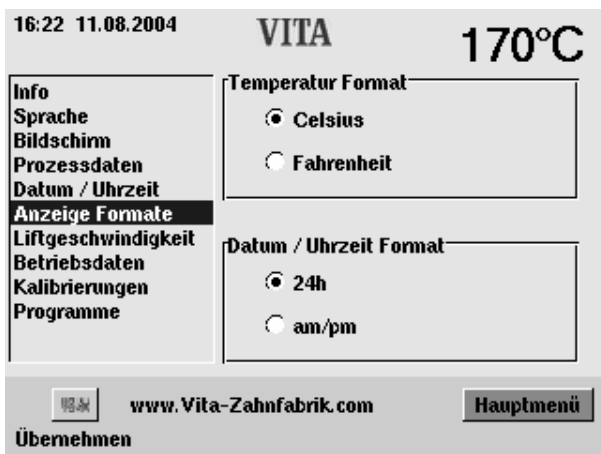 16:22 11.08.2004
VITA
170°C
Info
Sprache
Bildschirm
Prozessdaten
Datum / Uhrzeit
Anzeige Formate
Liftgeschwindigkeit
Betriebsdaten
Kalibrierungen
Programme
Temperatur Format
Celsius
Fahrenheit
Datum / Uhrzeit Format
24h
am/pm
www.Vita-Zahnfabrik.com
Hauptmenü
Übernehmen